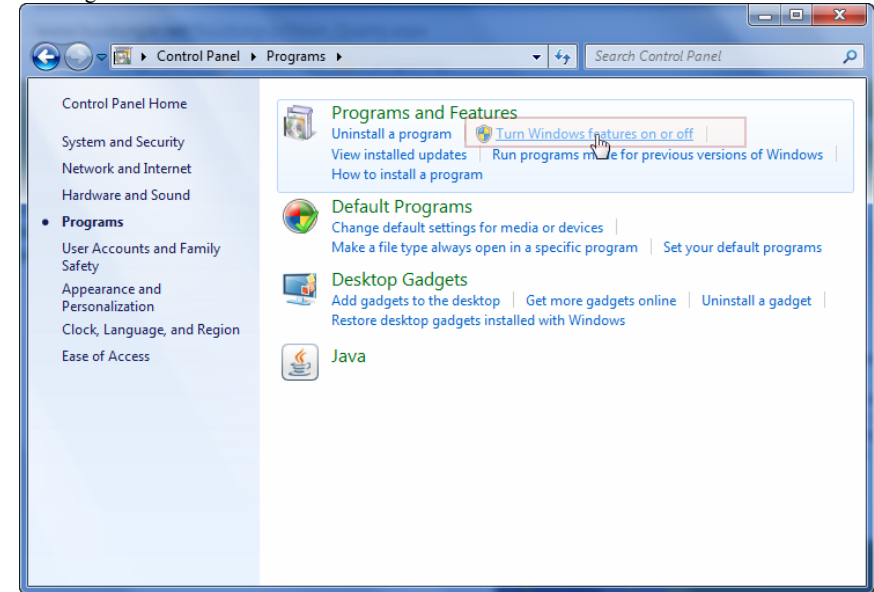 Control Panel
Programs
Search Control Panel
Control Panel Home
System and Security
Network and Internet
Hardware and Sound
Programs
User Accounts and Family
Safety
Appearance and
Personalization
Clock, Language, and Region
Ease of Access
Programs and Features
Uninstall a program
Turn Windows features on or off
View installed updates
Run programs made for previous versions of Windows
How to install a program
Default Programs
Change default settings for media or devices
Make a file type always open in a specific program
Set your default programs
Desktop Gadgets
Add gadgets to the desktop
Get more gadgets online
Uninstall a gadget
Restore desktop gadgets installed with Windows
Java